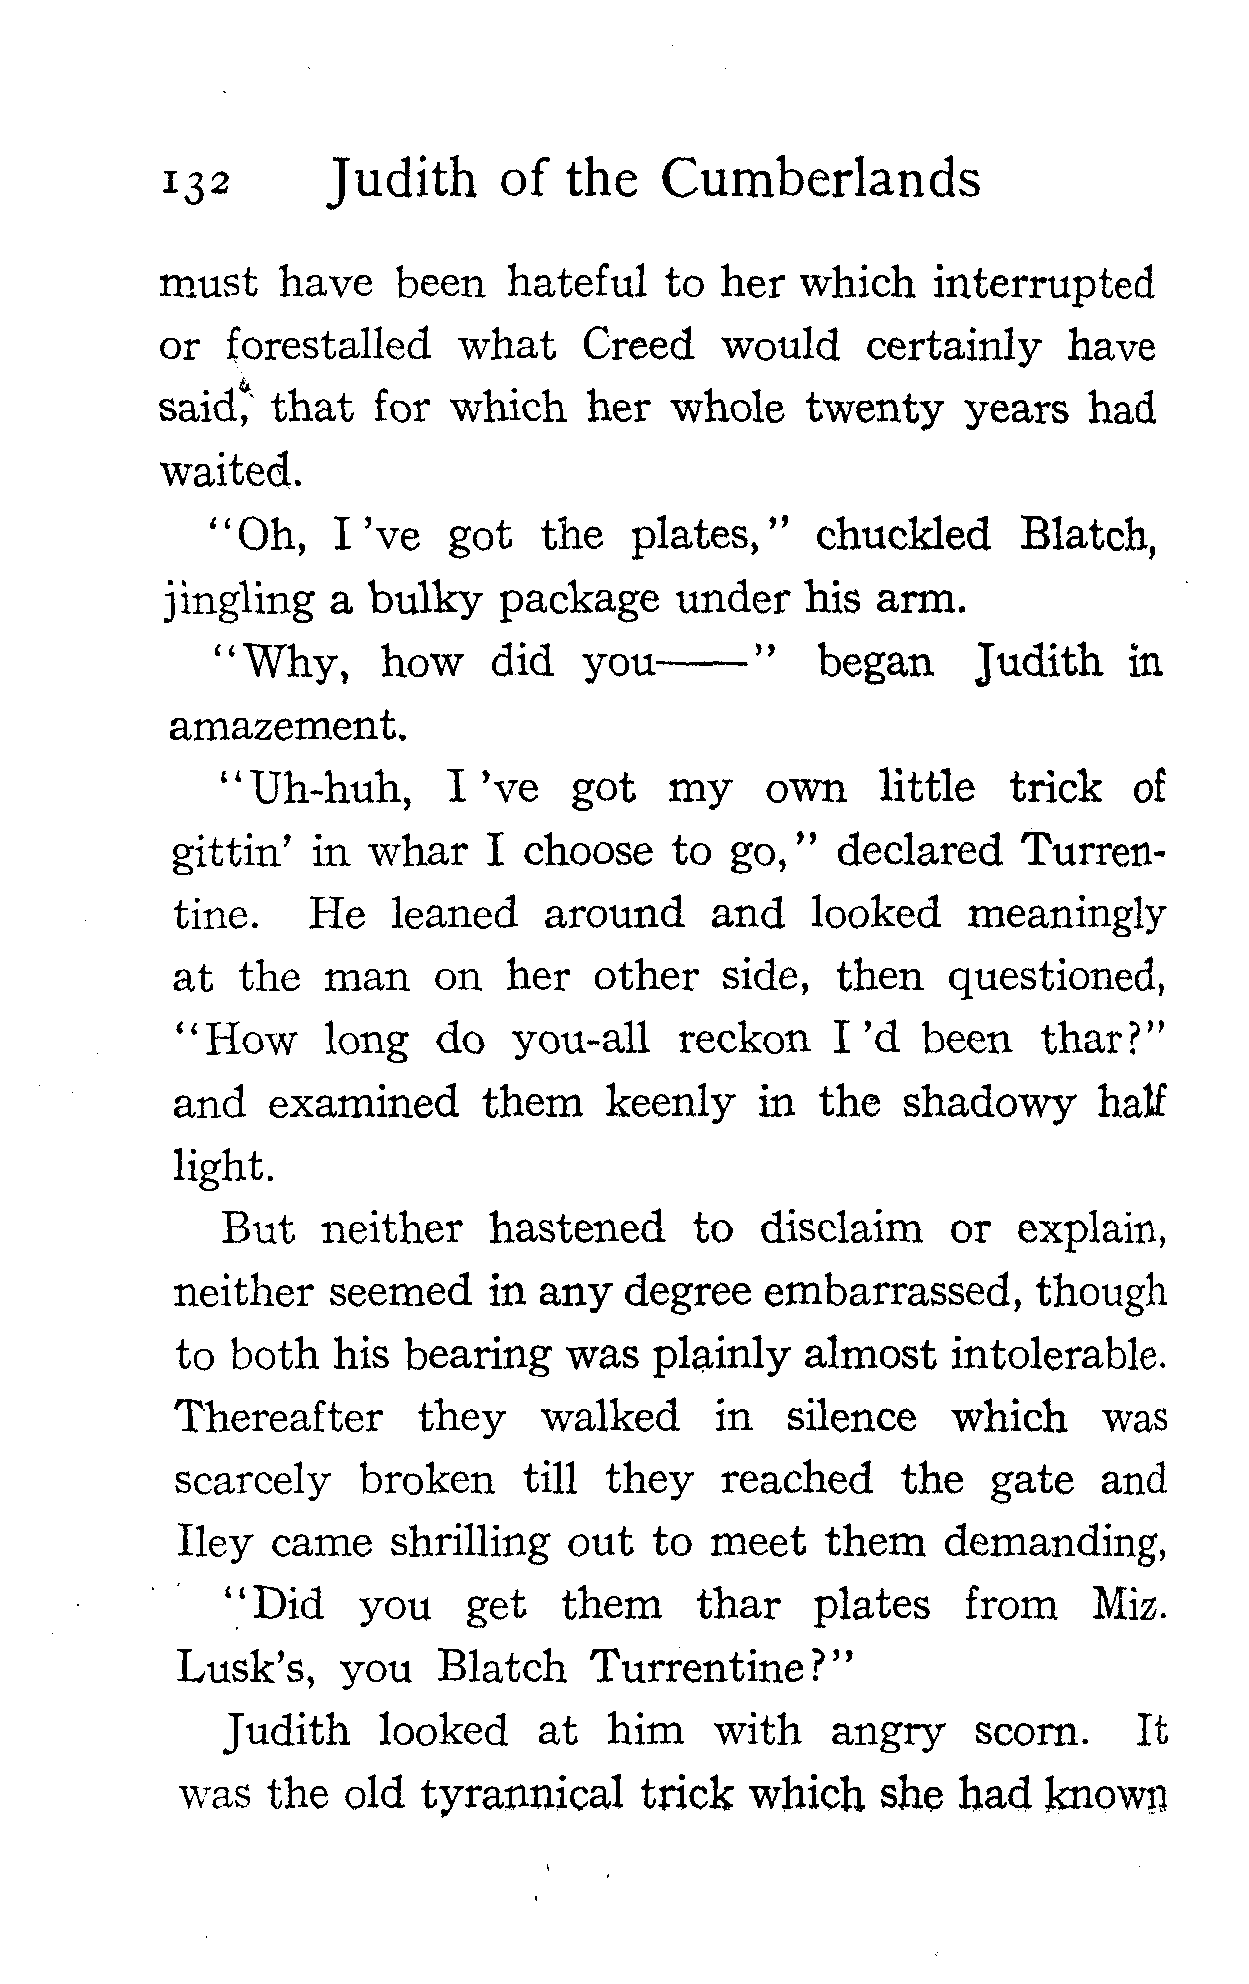 132 Judith of the Cumberlands
must have been hateful to her which interrupted
or forestalled what Creed would certainly have
said, that for which her whole twenty years had
waited.
"Oh, I 've got the plates," chuckled Blatch,
jingling a bulky package under his arm.
"Why, how did you——" began Judith in
amazement.
"Uh-huh, I 've got my own little trick of
gittin' in whar I choose to go," declared Turren-
tine. He leaned around and looked meaningly
at the man on her other side, then questioned,
"How long do you-all reckon I 'd been thar?"
and examined them keenly in the shadowy half
light.
But neither hastened to disclaim or explain,
neither seemed in any degree embarrassed, though
to both his bearing was plainly almost intolerable.
Thereafter they walked in silence which was
scarcely broken till they reached the gate and
Iley came shrilling out to meet them demanding,
"Did you get them thar plates from Miz.
Lusk's, you Blatch Turrentine?"
Judith looked at him with angry scorn. It
was the old tyrannical trick which she had known